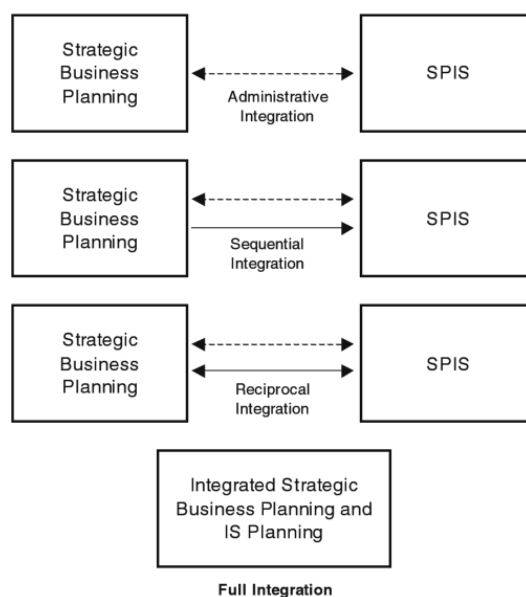 Strategic
Business
Planning
Administrative
Integration
SPIS
Strategic
Business
Planning
Sequential
Integration
SPIS
Strategic
Business
Planning
Reciprocal
Integration
SPIS
Integrated Strategic
Business Planning and
IS Planning
Full Integration